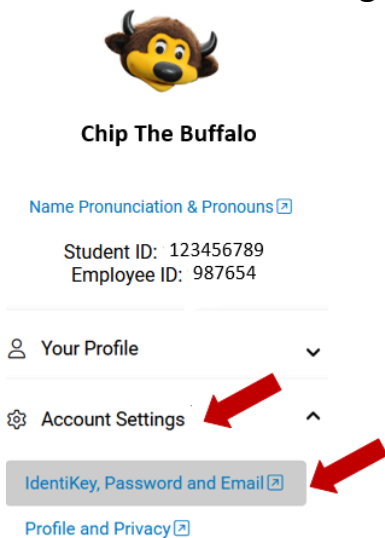 Chip The Buffalo
Name Pronunciation & Pronouns
Student ID: 123456789
Employee ID: 987654
Your Profile
Account Settings
IdentiKey, Password and Email
Profile and Privacy